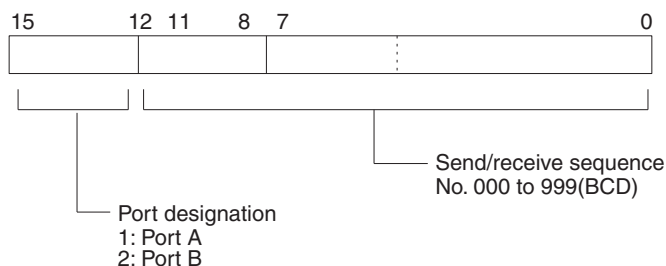 15 12 11 8 7 0
Send/receive sequence
No. 000 to 999(BCD)
Port designation
1: Port A
2: Port B